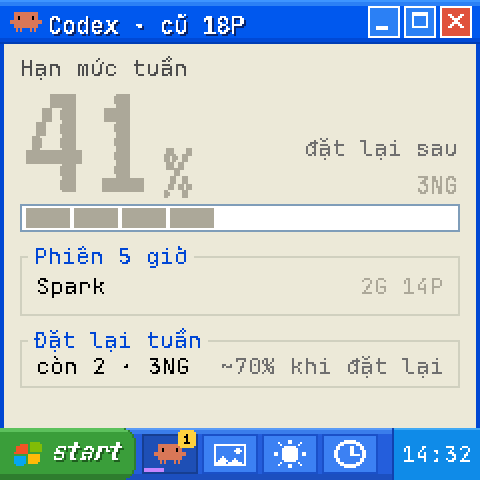 Codex · cũ 18P
Hạn mức tuần
41%
đặt lại sau
3NG
Phiên 5 giờ
Spark 2G 14P
Đặt lại tuần
còn 2 · 3NG ~70% khi đặt lại
start 1 14:32